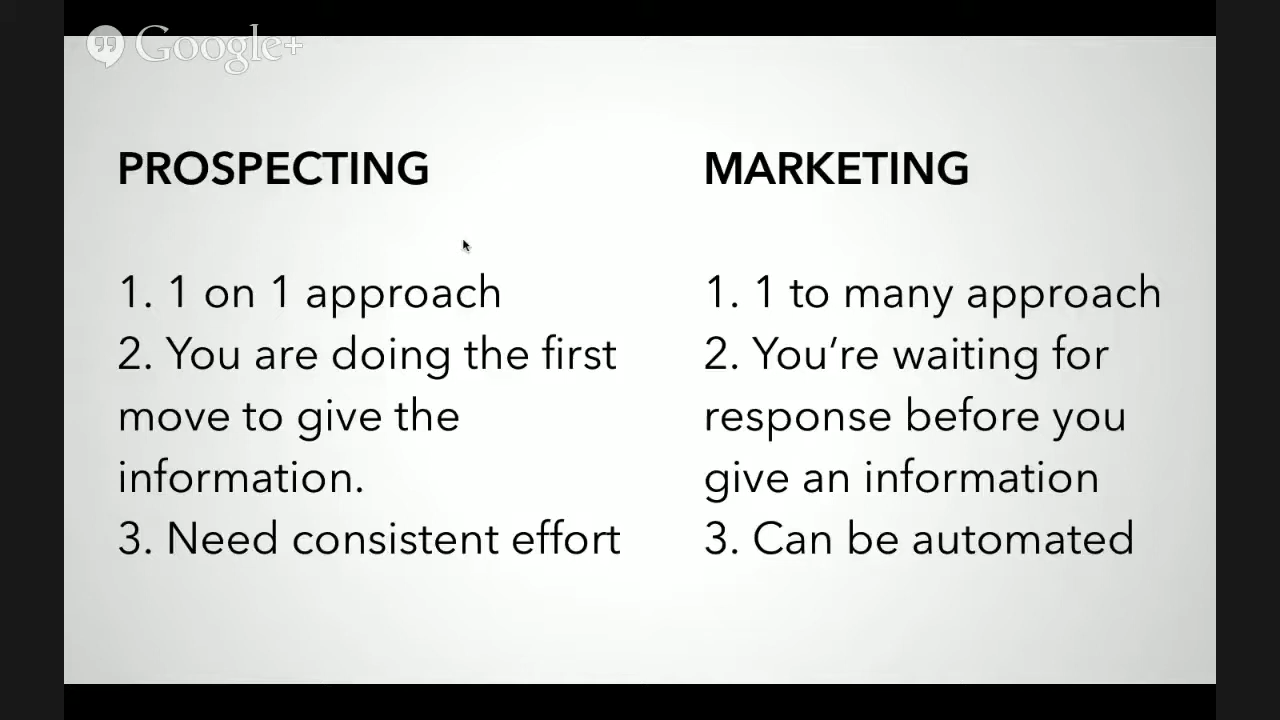 Google+
PROSPECTING
1. 1 on 1 approach
2. You are doing the first
move to give the
information.
3. Need consistent effort
MARKETING
1. 1 to many approach
2. You’re waiting for
response before you
give an information
3. Can be automated